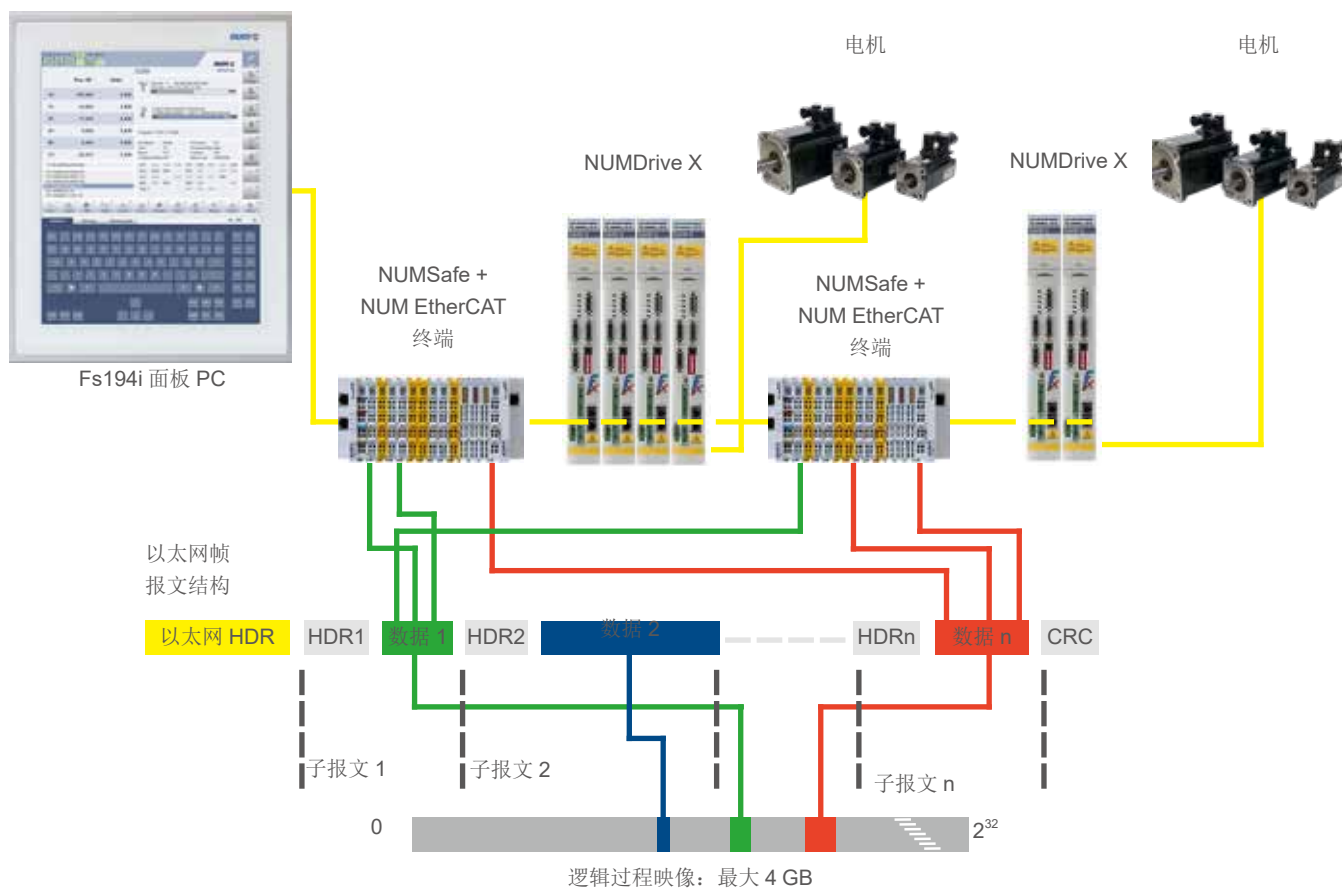 电机
电机
NUMDrive X
NUMDrive X
NUMSafe +
NUM EtherCAT
终端
NUMSafe +
NUM EtherCAT
终端
Fs194i 面板 PC
以太网帧
报文结构
以太网 HDR
HDR1
数据 1
HDR2
数据 2
HDRn
数据 n
CRC
子报文 1
子报文 2
子报文 n
0
2³²
逻辑过程映像：最大 4 GB